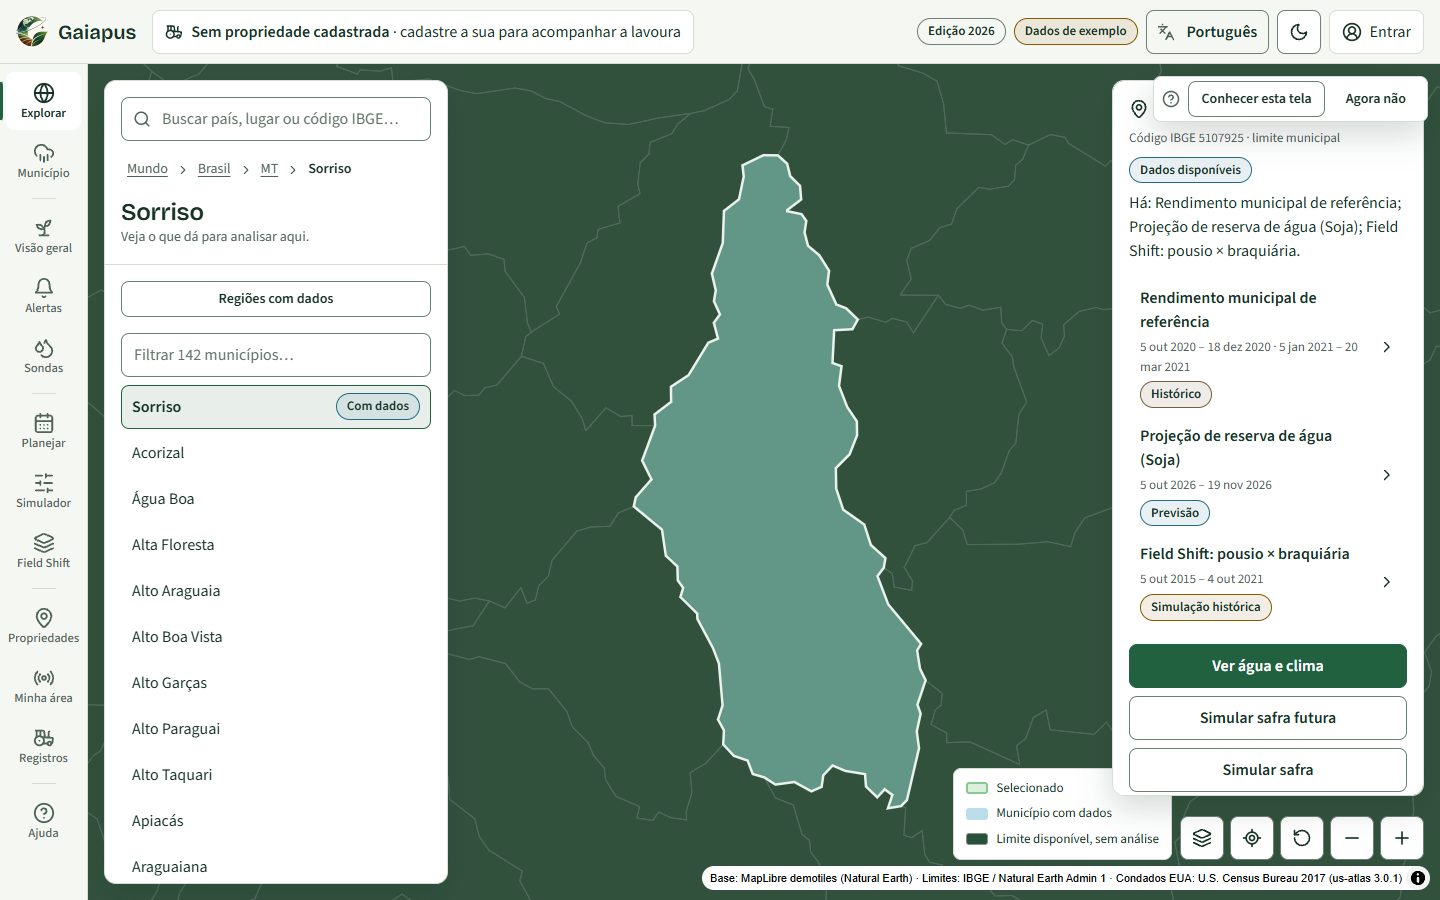 Gaiapus
Sem propriedade cadastrada · cadastre a sua para acompanhar a lavoura
Edição 2026
Dados de exemplo
Português
Entrar
Explorar
Município
Visão geral
Alertas
Sondas
Planejar
Simulador
Field Shift
Propriedades
Minha área
Registros
Ajuda
Buscar país, lugar ou código IBGE…
Mundo > Brasil > MT > Sorriso
Sorriso
Veja o que dá para analisar aqui.
Regiões com dados
Filtrar 142 municípios…
Sorriso
Com dados
Acorizal
Água Boa
Alta Floresta
Alto Araguaia
Alto Boa Vista
Alto Garças
Alto Paraguai
Alto Taquari
Apiacás
Araguaiana
Conhecer esta tela
Agora não
Código IBGE 5107925 · limite municipal
Dados disponíveis
Há: Rendimento municipal de referência;
Projeção de reserva de água (Soja); Field
Shift: pousio × braquiária.
Rendimento municipal de
referência
5 out 2020 – 18 dez 2020 · 5 jan 2021 – 20
mar 2021
Histórico
Projeção de reserva de água
(Soja)
5 out 2026 – 19 nov 2026
Previsão
Field Shift: pousio × braquiária
5 out 2015 – 4 out 2021
Simulação histórica
Ver água e clima
Simular safra futura
Simular safra
Selecionado
Município com dados
Limite disponível, sem análise
Base: MapLibre demotiles (Natural Earth) · Limites: IBGE / Natural Earth Admin 1 · Condados EUA: U.S. Census Bureau 2017 (us-atlas 3.0.1)